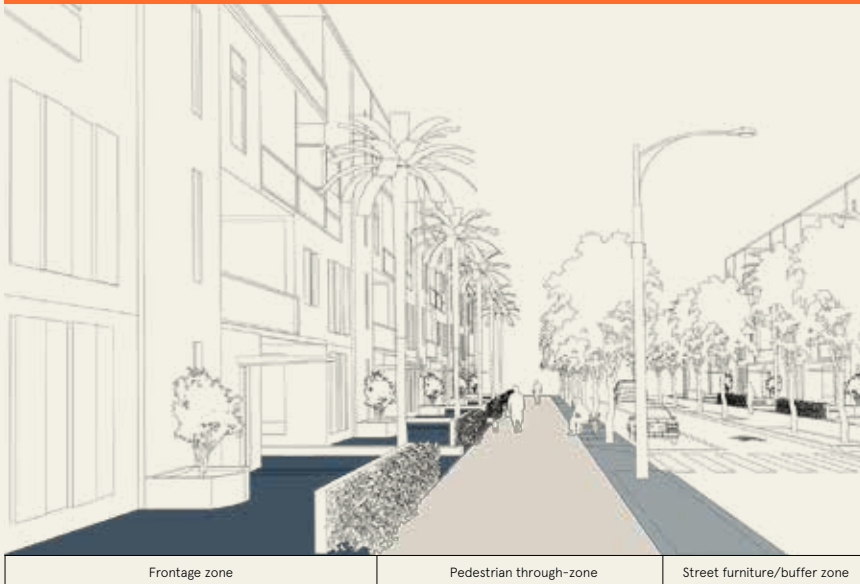 Frontage zone
Pedestrian through-zone
Street furniture/buffer zone